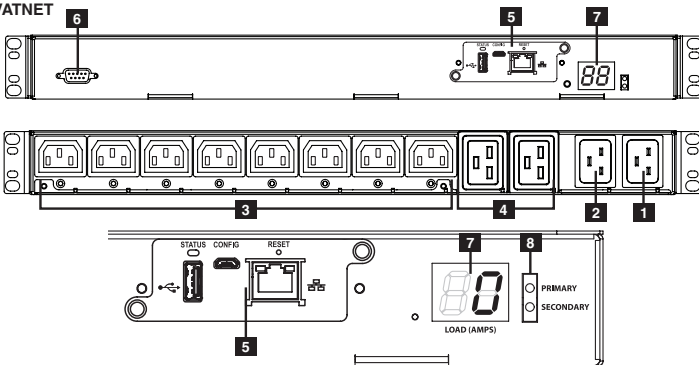 VATNET
6
5
7
STATUS CONFIG RESET
88
3
4
2
1
STATUS CONFIG RESET
7
8
0
PRIMARY
SECONDARY
LOAD (AMPS)
5